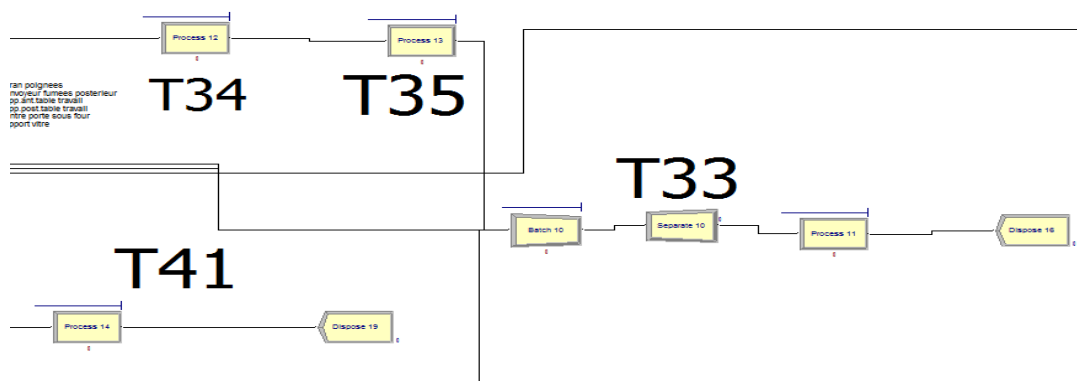 Process 12
Process 13
T34
T35
ran poignees
nvoyeur fumees posterieur
pp.ant.table travail
pp.post.table travail
ntre porte sous four
pport vitre
T33
Batch 10
Separate 10
Process 11
Dispose 16
T41
Process 14
Dispose 19